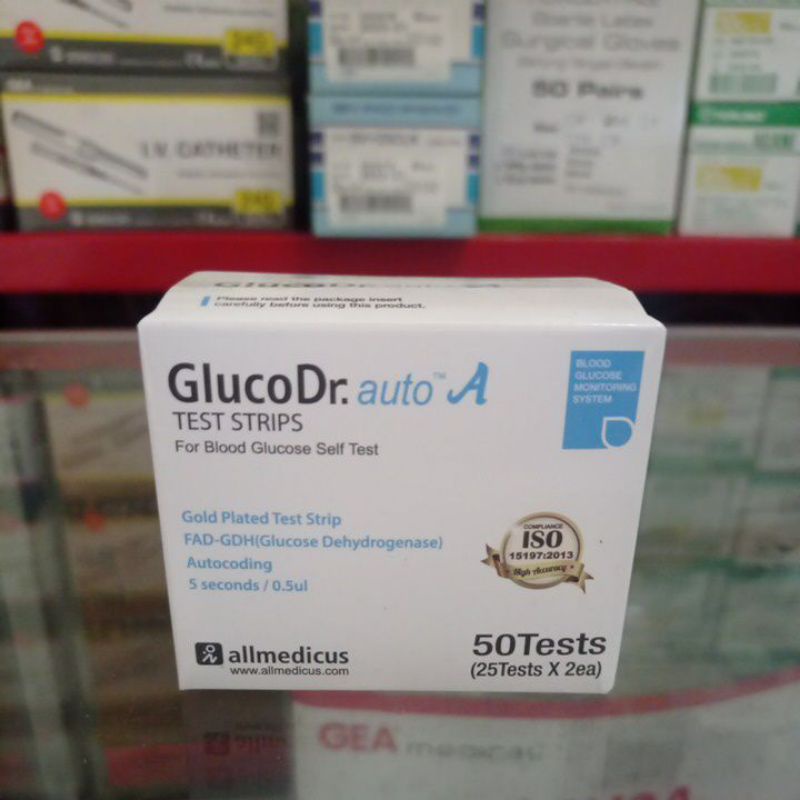 I.V. CATHETER
Surgical Gloves
50 Pairs
GlucoDr.
Please read the package insert
carefully before using this product.
GlucoDr. auto™ A
TEST STRIPS
For Blood Glucose Self Test
BLOOD
GLUCOSE
MONITORING
SYSTEM
Gold Plated Test Strip
FAD-GDH(Glucose Dehydrogenase)
Autocoding
5 seconds / 0.5ul
COMPLIANCE
ISO
15197:2013
High Accuracy
allmedicus
www.allmedicus.com
50Tests
(25Tests X 2ea)
GEA medical